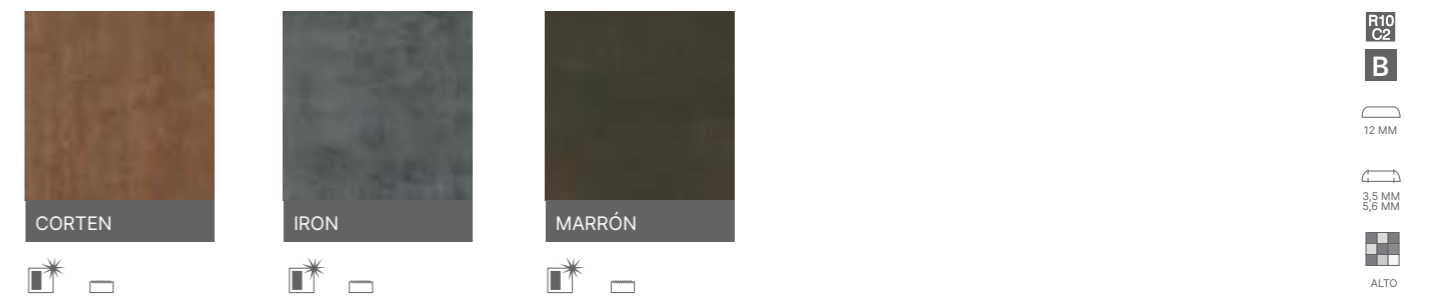 CORTEN
IRON
MARRÓN
R10
C2
B
12 MM
3,5 MM
5,6 MM
ALTO